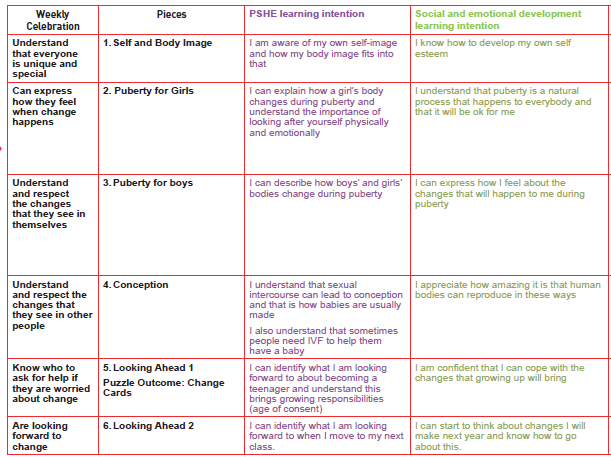 Weekly
Celebration
Pieces
PSHE learning intention
Social and emotional development
learning intention
Understand
that everyone
is unique and
special
1. Self and Body Image
I am aware of my own self-image
and how my body image fits into
that
I know how to develop my own self
esteem
Can express
how they feel
when change
happens
2. Puberty for Girls
I can explain how a girl's body
changes during puberty and
understand the importance of
looking after yourself physically
and emotionally
I understand that puberty is a natural
process that happens to everybody and
that it will be ok for me
Understand
and respect
the changes
that they see in
themselves
3. Puberty for boys
I can describe how boys' and girls'
bodies change during puberty
I can express how I feel about the
changes that will happen to me during
puberty
Understand
and respect the
changes that
they see in other
people
4. Conception
I understand that sexual
intercourse can lead to conception
and that is how babies are usually
made
I also understand that sometimes
people need IVF to help them
have a baby
I appreciate how amazing it is that human
bodies can reproduce in these ways
Know who to
ask for help if
they are worried
about change
5. Looking Ahead 1
Puzzle Outcome: Change
Cards
I can identify what I am looking
forward to about becoming a
teenager and understand this
brings growing responsibilities
(age of consent)
I am confident that I can cope with the
changes that growing up will bring
Are looking
forward to
change
6. Looking Ahead 2
I can identify what I am looking
forward to when I move to my next
class.
I can start to think about changes I will
make next year and know how to go
about this.